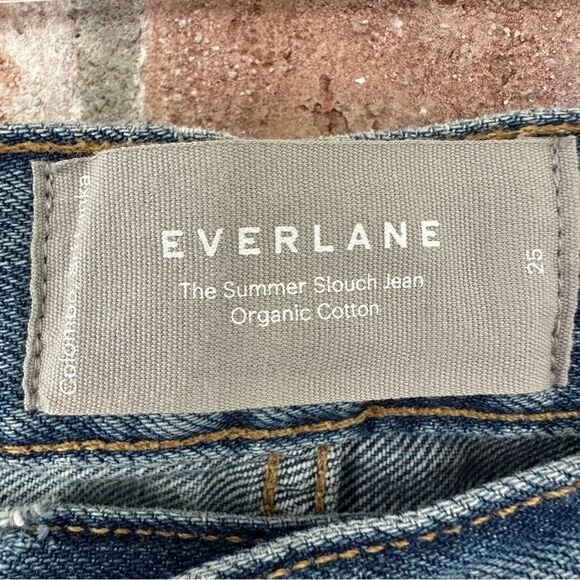 EVERLANE
The Summer Slouch Jean
Organic Cotton
25
Colombo,